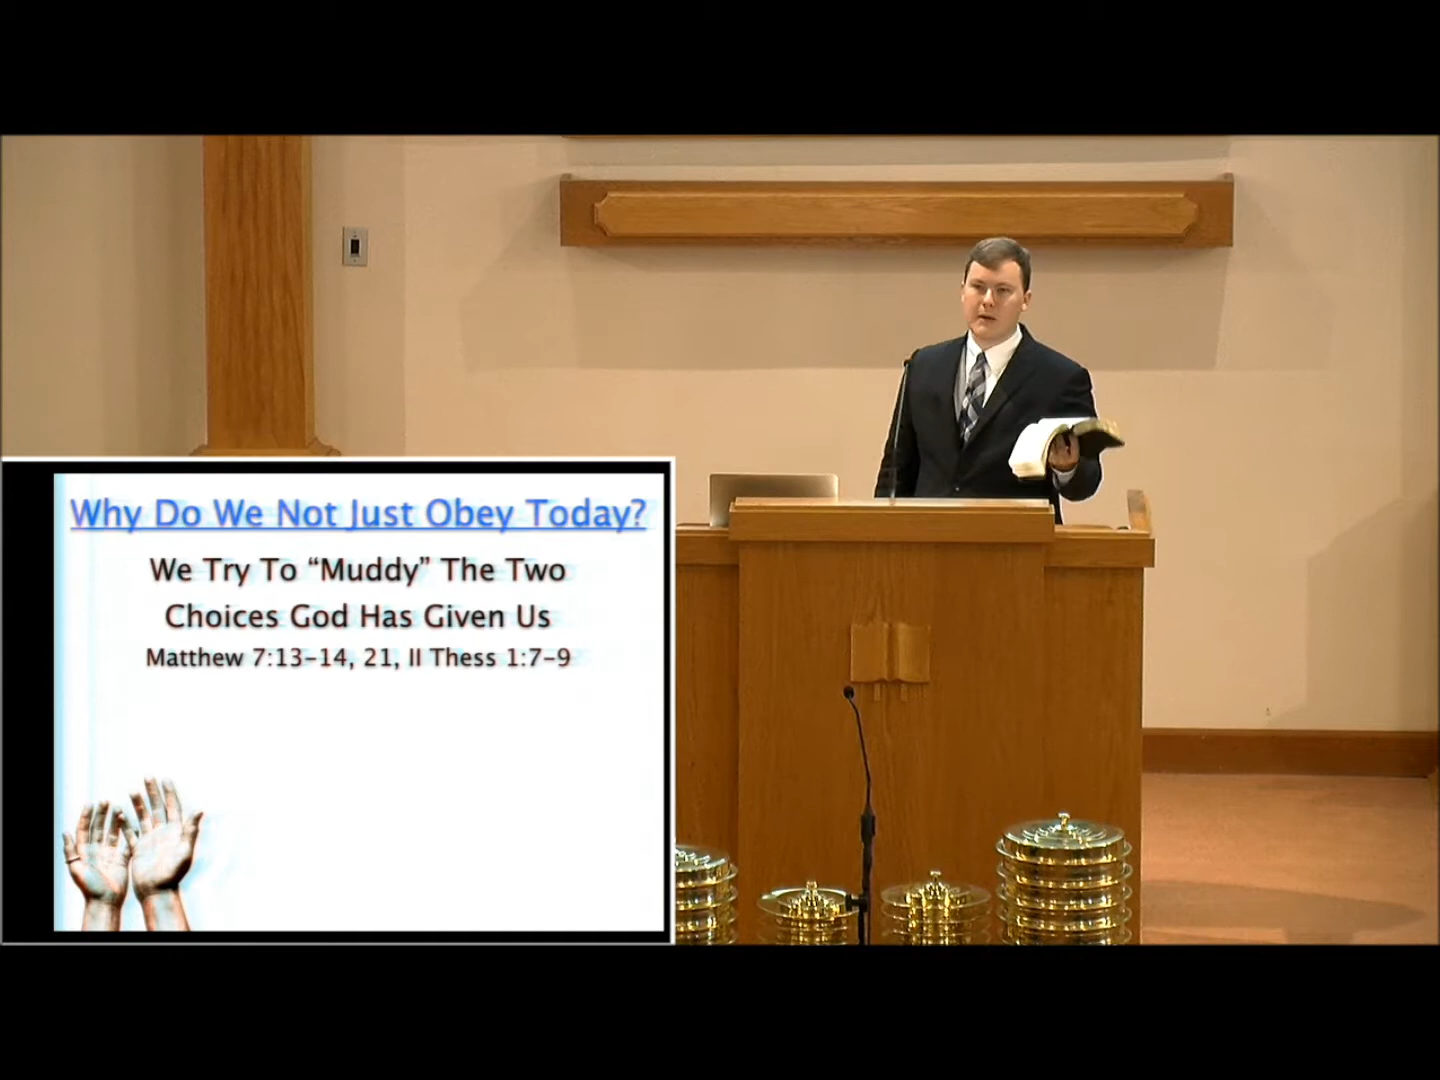 Why Do We Not Just Obey Today?
We Try To “Muddy” The Two
Choices God Has Given Us
Matthew 7:13-14, 21, II Thess 1:7-9